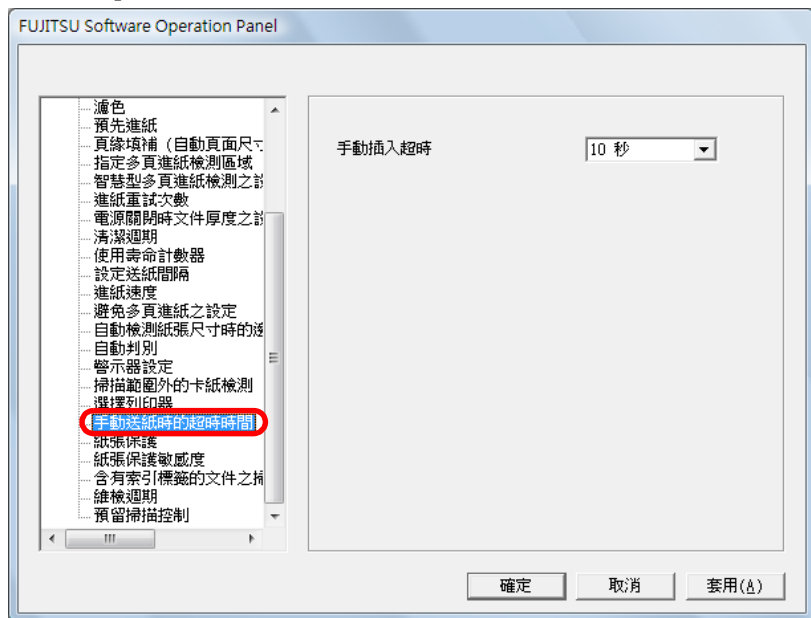 FUJITSU Software Operation Panel
濾色
預先進紙
頁緣填補（自動頁面尺寸
指定多頁進紙檢測區域
智慧型多頁進紙檢測之設
進紙重試次數
電源關閉時文件厚度之設
清潔週期
使用壽命計數器
設定送紙間隔
進紙速度
避免多頁進紙之設定
自動檢測紙張尺寸時的邊
自動判別
警示器設定
掃描範圍外的卡紙檢測
選擇列印器
手動送紙時的超時時間
紙張保護
紙張保護敏感度
含有索引標籤的文件之掃
維檢週期
預留掃描控制
手動插入超時
10 秒
確定
取消
套用(A)